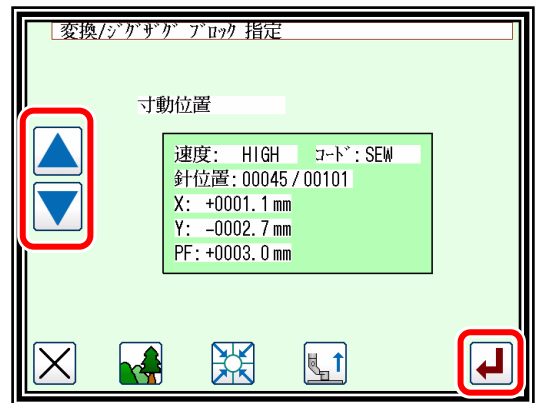 変換/ｼﾞｸﾞｻﾞｸﾞ ﾌﾞﾛｯｸ 指定
寸動位置
速度: HIGH ｺｰﾄﾞ:SEW
針位置:00045/00101
X: +0001.1mm
Y: -0002.7mm
PF:+0003.0mm